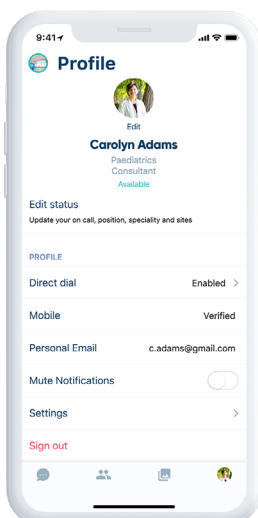 9:41
Profile
Edit
Carolyn Adams
Paediatrics
Consultant
Available
Edit status
Update your on call, position, speciality and sites
PROFILE
Direct dial Enabled
Mobile Verified
Personal Email c.adams@gmail.com
Mute Notifications
Settings
Sign out